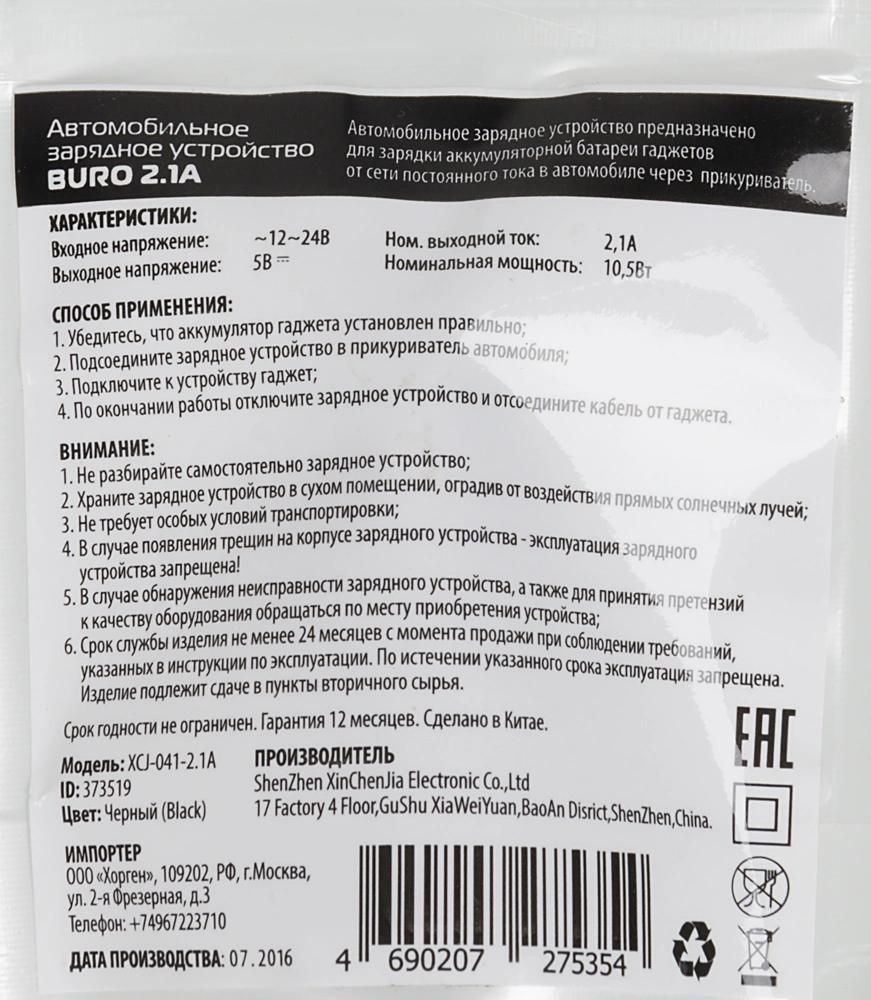 Автомобильное
зарядное устройство
BURO 2.1A
Автомобильное зарядное устройство предназначено
для зарядки аккумуляторной батареи гаджетов
от сети постоянного тока в автомобиле через прикуриватель.
ХАРАКТЕРИСТИКИ:
Входное напряжение: ~12~24В
Выходное напряжение: 5В ⎓
Ном. выходной ток: 2,1А
Номинальная мощность: 10,5Вт
СПОСОБ ПРИМЕНЕНИЯ:
1. Убедитесь, что аккумулятор гаджета установлен правильно;
2. Подсоедините зарядное устройство в прикуриватель автомобиля;
3. Подключите к устройству гаджет;
4. По окончании работы отключите зарядное устройство и отсоедините кабель от гаджета.
ВНИМАНИЕ:
1. Не разбирайте самостоятельно зарядное устройство;
2. Храните зарядное устройство в сухом помещении, оградив от воздействия прямых солнечных лучей;
3. Не требует особых условий транспортировки;
4. В случае появления трещин на корпусе зарядного устройства - эксплуатация зарядного
устройства запрещена!
5. В случае обнаружения неисправности зарядного устройства, а также для принятия претензий
к качеству оборудования обращаться по месту приобретения устройства;
6. Срок службы изделия не менее 24 месяцев с момента продажи при соблюдении требований,
указанных в инструкции по эксплуатации. По истечении указанного срока эксплуатация запрещена.
Изделие подлежит сдаче в пункты вторичного сырья.
Срок годности не ограничен. Гарантия 12 месяцев. Сделано в Китае.
EAC
Модель: XCJ-041-2.1A
ID: 373519
Цвет: Черный (Black)
ПРОИЗВОДИТЕЛЬ
ShenZhen XinChenJia Electronic Co.,Ltd
17 Factory 4 Floor,GuShu XiaWeiYuan,BaoAn Disrict,ShenZhen,China.
ИМПОРТЕР
ООО «Хорген», 109202, РФ, г.Москва,
ул. 2-я Фрезерная, д.3
Телефон: +74967223710
ДАТА ПРОИЗВОДСТВА: 07.2016
4 690207 275354